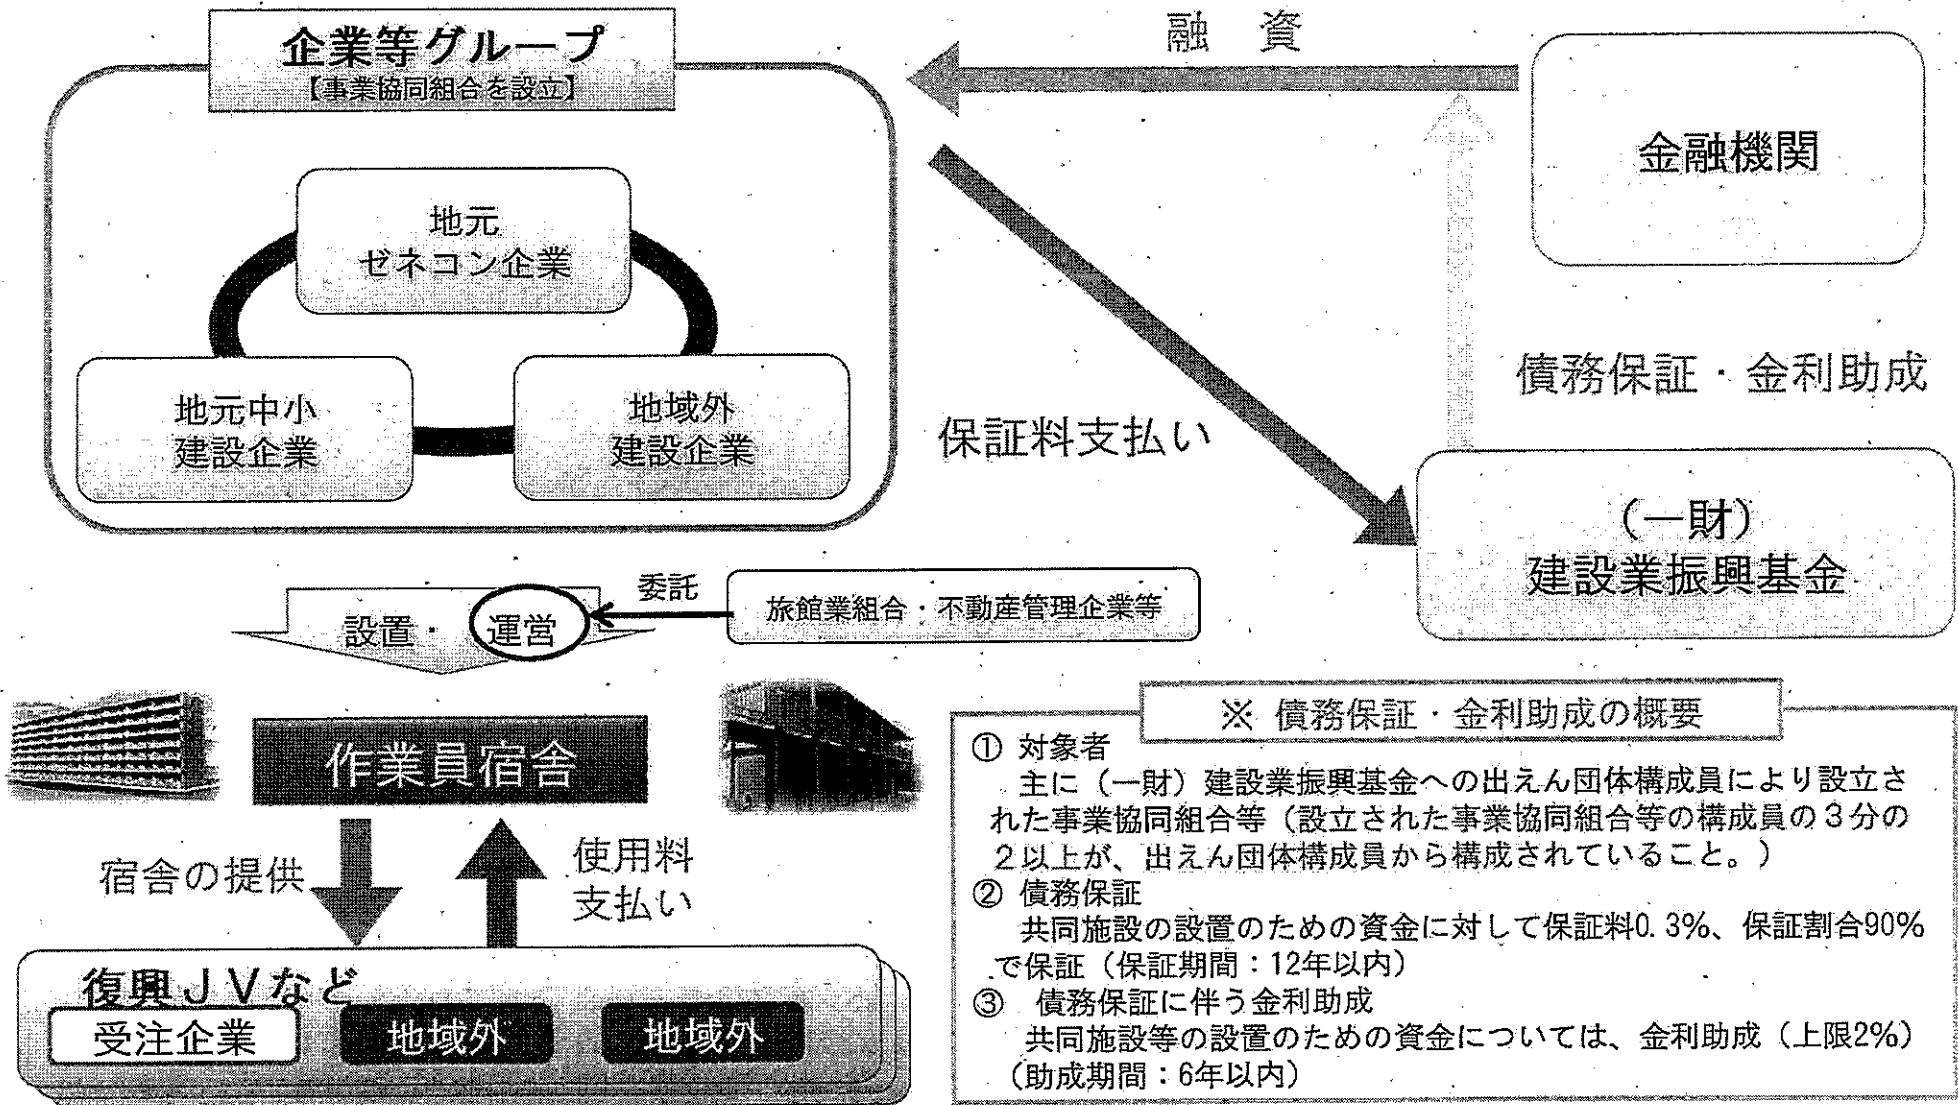 企業等グループ
【事業協同組合を設立】
融　資
金融機関
地元
ゼネコン企業
地元中小
建設企業
地域外
建設企業
保証料支払い
債務保証・金利助成
(一財)
建設業振興基金
設置・運営
委託
旅館業組合・不動産管理企業等
作業員宿舎
宿舎の提供
使用料
支払い
復興JVなど
受注企業
地域外
地域外
※ 債務保証・金利助成の概要
① 対象者
主に(一財)建設業振興基金への出えん団体構成員により設立さ
れた事業協同組合等(設立された事業協同組合等の構成員の3分の
2以上が、出えん団体構成員から構成されていること。)
② 債務保証
共同施設の設置のための資金に対して保証料0.3%、保証割合90%
で保証(保証期間:12年以内)
③ 債務保証に伴う金利助成
共同施設等の設置のための資金については、金利助成(上限2%)
(助成期間:6年以内)